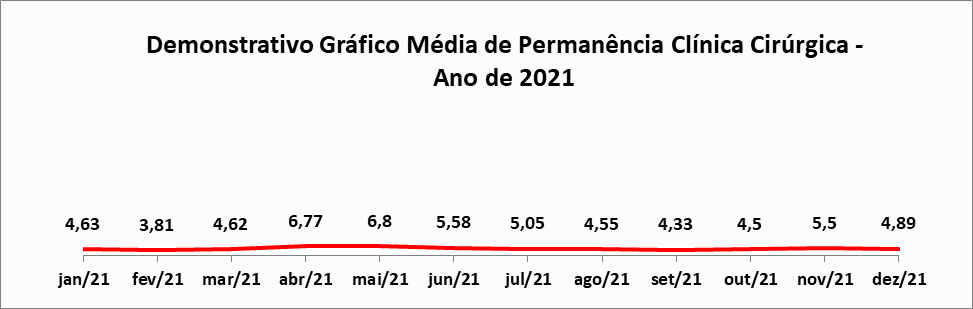 Demonstrativo Gráfico Média de Permanência Clínica Cirúrgica -
Ano de 2021
4,63 3,81 4,62 6,77 6,8 5,58 5,05 4,55 4,33 4,5 5,5 4,89
jan/21 fev/21 mar/21 abr/21 mai/21 jun/21 jul/21 ago/21 set/21 out/21 nov/21 dez/21